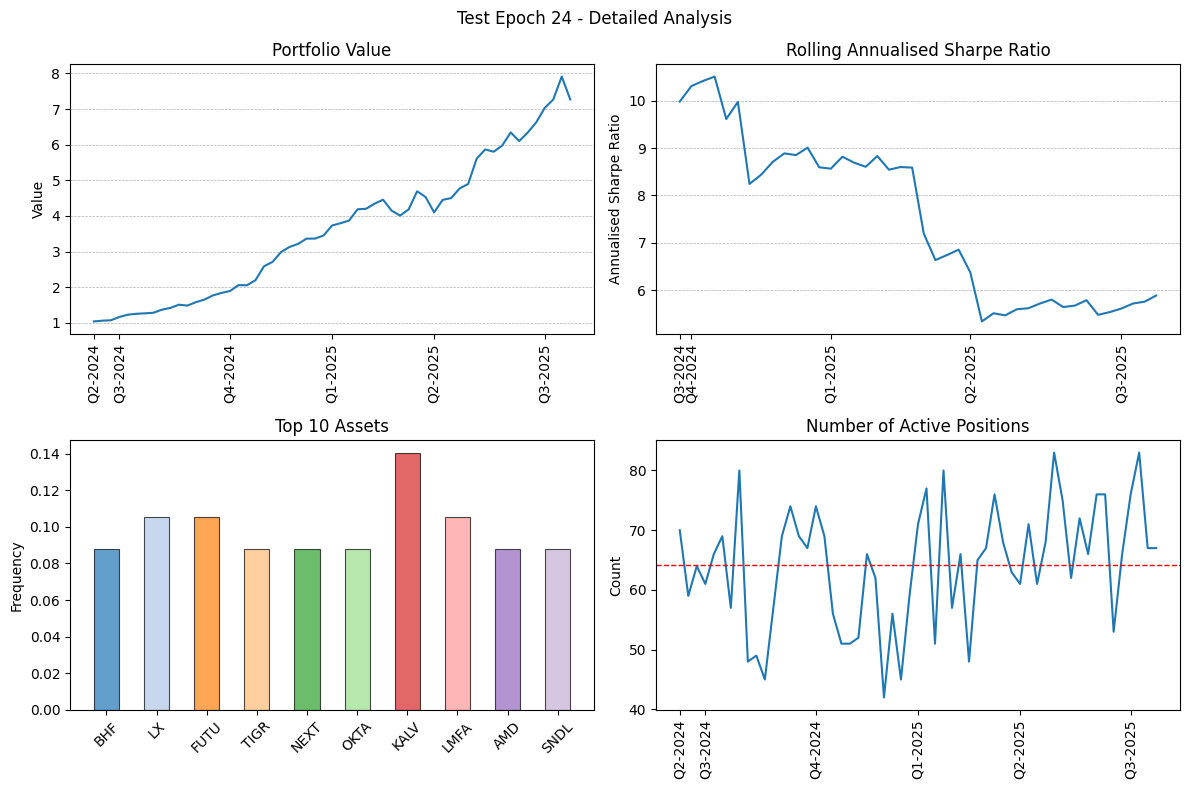 Test Epoch 24 - Detailed Analysis
Portfolio Value
Value
8
7
6
5
4
3
2
1
Q2-2024
Q3-2024
Q4-2024
Q1-2025
Q2-2025
Q3-2025
Rolling Annualised Sharpe Ratio
Annualised Sharpe Ratio
10
9
8
7
6
Q3-2024
Q4-2024
Q1-2025
Q2-2025
Q3-2025
Top 10 Assets
Frequency
0.14
0.12
0.10
0.08
0.06
0.04
0.02
0.00
BHF
LX
FUTU
TIGR
NEXT
OKTA
KALV
LMFA
AMD
SNDL
Number of Active Positions
Count
80
70
60
50
40
Q2-2024
Q3-2024
Q4-2024
Q1-2025
Q2-2025
Q3-2025